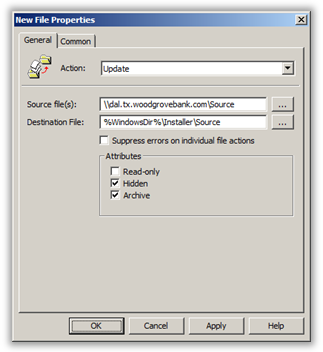 New File Properties
General Common
Action: Update
Source file(s): \\dal.tx.woodgrovebank.com\Source ...
Destination File: %WindowsDir%\Installer\Source ...
Suppress errors on individual file actions
Attributes
Read-only
Hidden
Archive
OK Cancel Apply Help